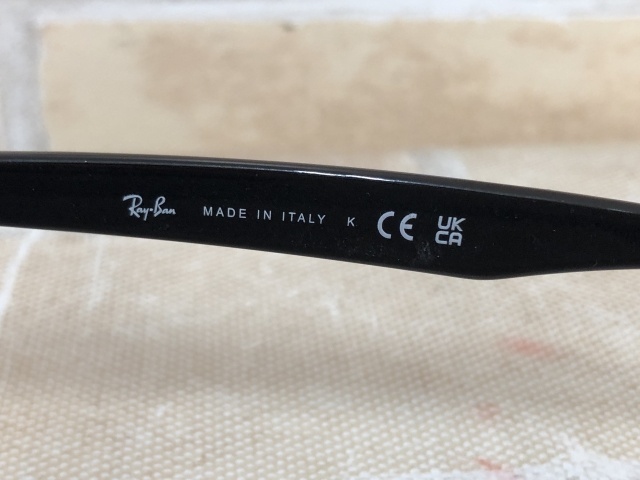 Ray-Ban MADE IN ITALY K CE UK
CA